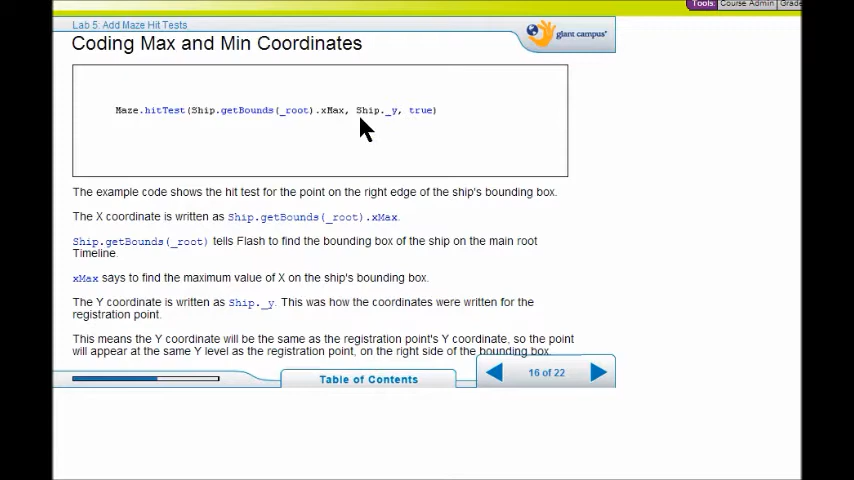 Tools: Course Admin Grade
Lab 5: Add Maze Hit Tests
Coding Max and Min Coordinates
giant campus
Maze.hitTest(Ship.getBounds(_root).xMax, Ship._y, true)
The example code shows the hit test for the point on the right edge of the ship's bounding box.
The X coordinate is written as Ship.getBounds(_root).xMax.
Ship.getBounds(_root) tells Flash to find the bounding box of the ship on the main root
Timeline.
xMax says to find the maximum value of X on the ship's bounding box.
The Y coordinate is written as Ship._y. This was how the coordinates were written for the
registration point.
This means the Y coordinate will be the same as the registration point's Y coordinate, so the point
will appear at the same Y level as the registration point, on the right side of the bounding box.
Table of Contents
16 of 22